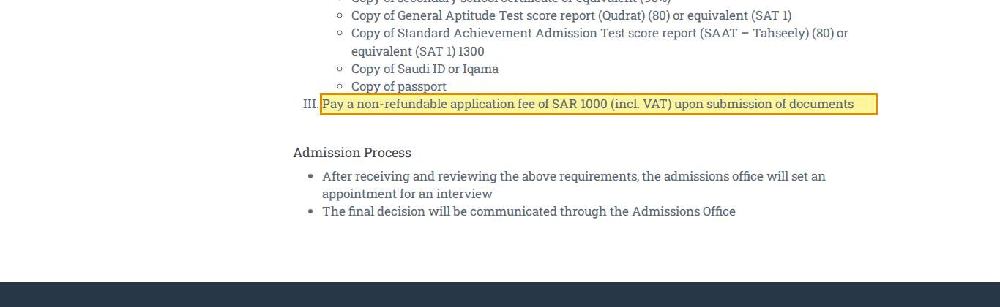 Copy of secondary school certificate or equivalent (90%)
Copy of General Aptitude Test score report (Qudrat) (80) or equivalent (SAT 1)
Copy of Standard Achievement Admission Test score report (SAAT – Tahseely) (80) or
equivalent (SAT 1) 1300
Copy of Saudi ID or Iqama
Copy of passport
III. Pay a non-refundable application fee of SAR 1000 (incl. VAT) upon submission of documents
Admission Process
After receiving and reviewing the above requirements, the admissions office will set an
appointment for an interview
The final decision will be communicated through the Admissions Office